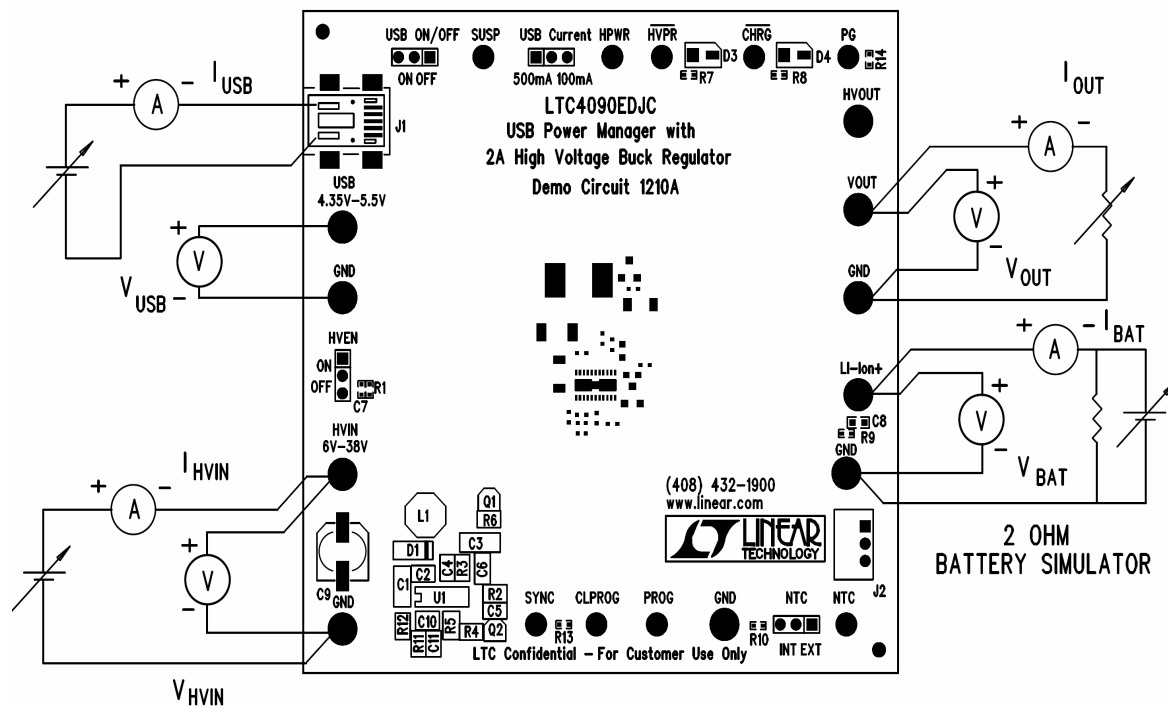 USB ON/OFF
SUSP
USB Current
HPWR
HVPR
CHRG
PG
ON OFF
500mA 100mA
R7
D3
R8
D4
R14
+ A - I USB
J1
LTC4090EDJC
USB Power Manager with
2A High Voltage Buck Regulator
Demo Circuit 1210A
HVOUT
I OUT
+ A -
USB
4.35V-5.5V
VOUT
+ V -
V USB
GND
+ V -
V OUT
GND
HVEN
ON
OFF
R1
C7
+ A - I BAT
LI-Ion+
C8
R9
GND
+ V -
V BAT
HVIN
6V-38V
I HVIN
+ A -
+ V -
V HVIN
C9
GND
L1
Q1
R6
D1
C3
C1
C2
C4
R3
C6
U1
R2
C5
R12
C10
R5
R4
Q2
R11
C11
(408) 432-1900
www.linear.com
LT LINEAR
TECHNOLOGY
2 OHM
BATTERY SIMULATOR
J2
SYNC
CLPROG
PROG
GND
NTC
NTC
R13
R10
INT EXT
LTC Confidential - For Customer Use Only